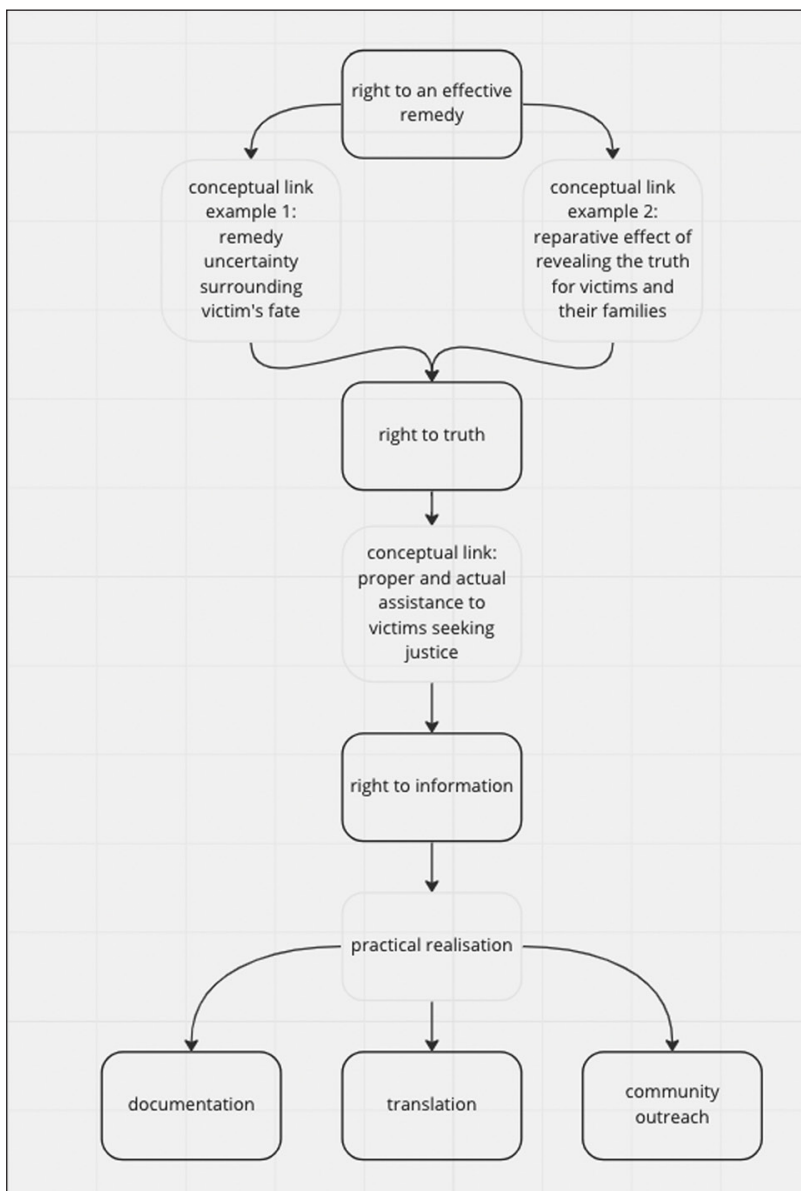 right to an effective
remedy
conceptual link
example 1:
remedy
uncertainty
surrounding
victim's fate
conceptual link
example 2:
reparative effect of
revealing the truth
for victims and
their families
right to truth
conceptual link:
proper and actual
assistance to
victims seeking
justice
right to information
practical realisation
documentation
translation
community
outreach